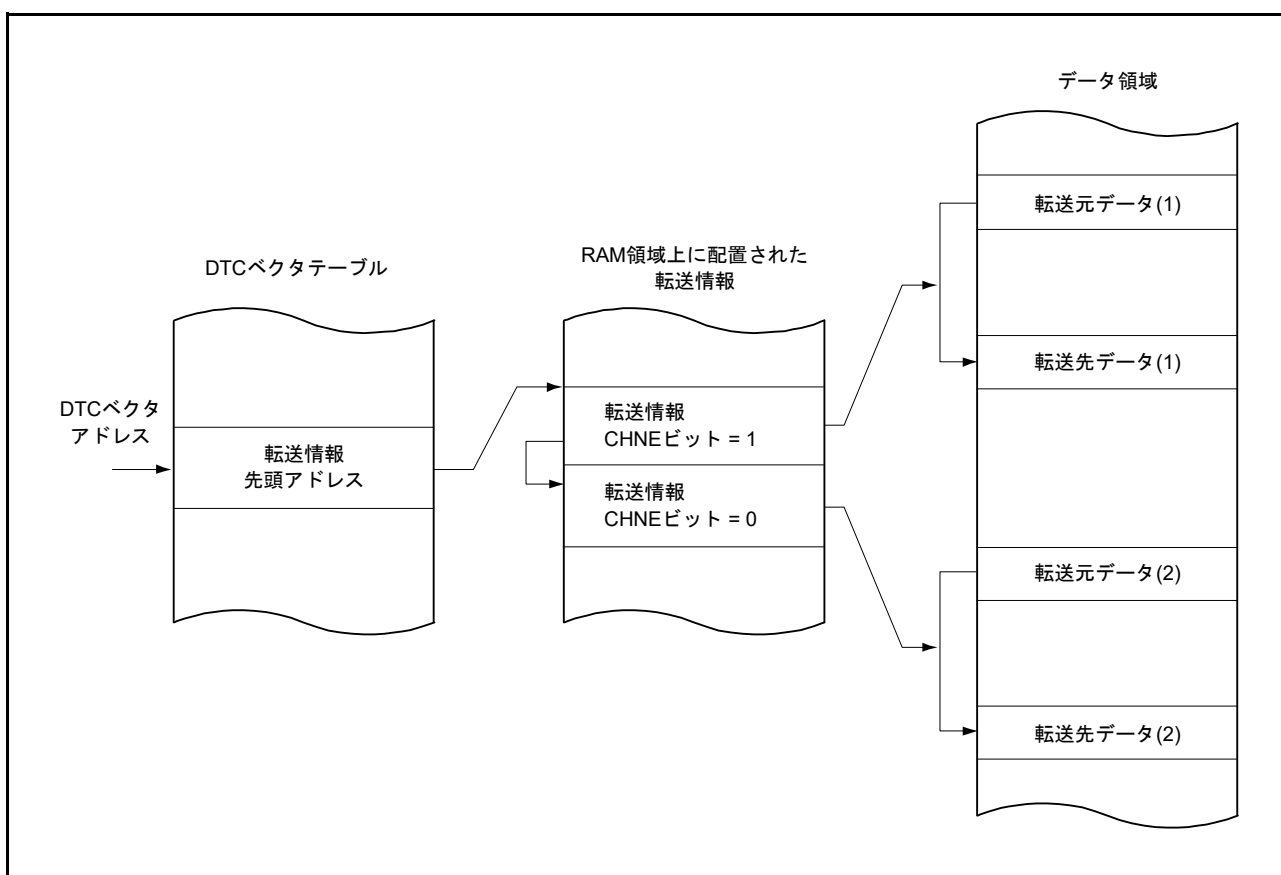 データ領域
転送元データ(1)
転送先データ(1)
転送元データ(2)
転送先データ(2)
RAM領域上に配置された
転送情報
転送情報
CHNEビット = 1
転送情報
CHNEビット = 0
DTCベクタテーブル
DTCベクタ
アドレス
転送情報
先頭アドレス